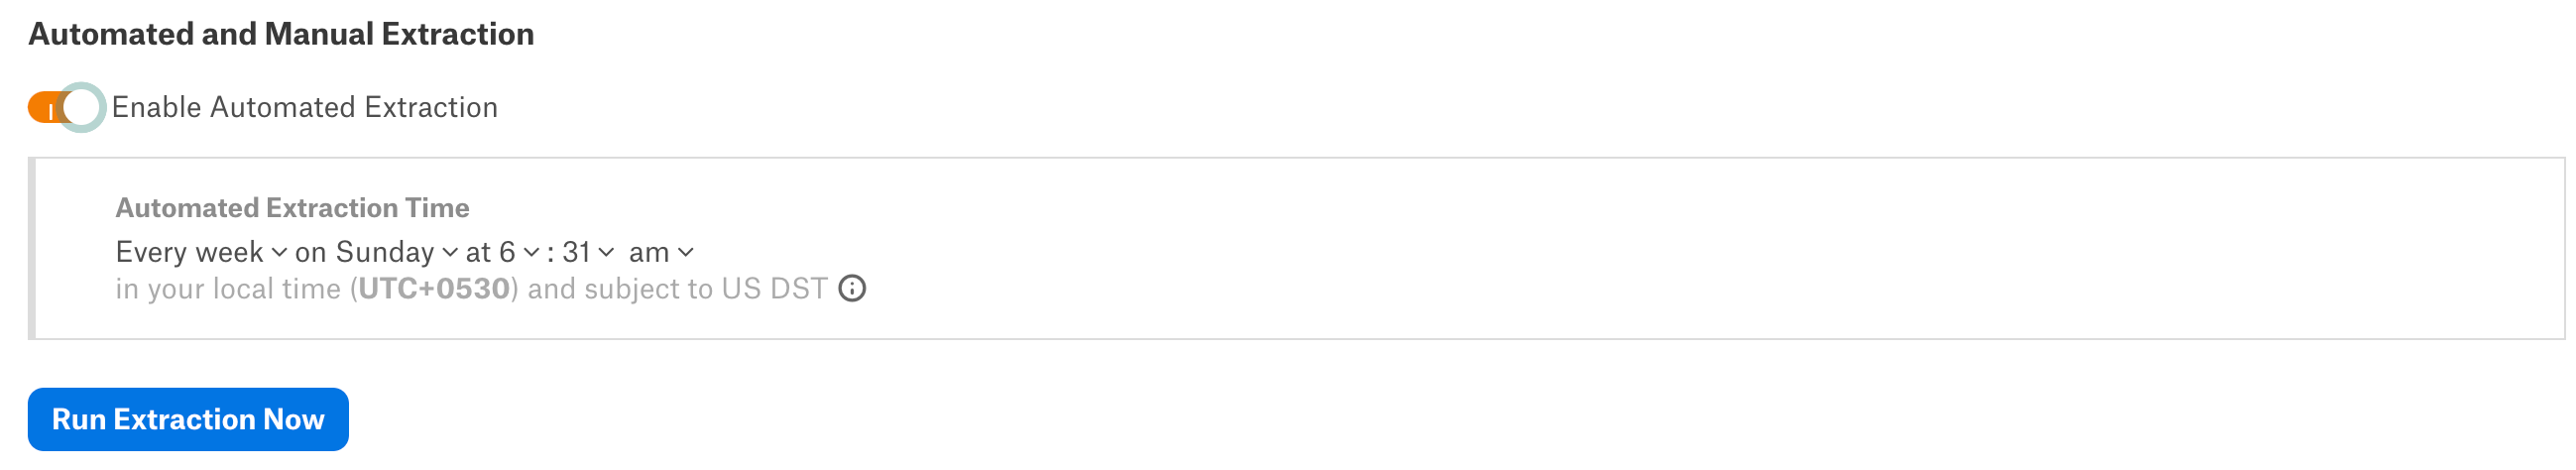 Automated and Manual Extraction
Enable Automated Extraction
Automated Extraction Time
Every week on Sunday at 6 : 31 am
in your local time (UTC+0530) and subject to US DST
Run Extraction Now